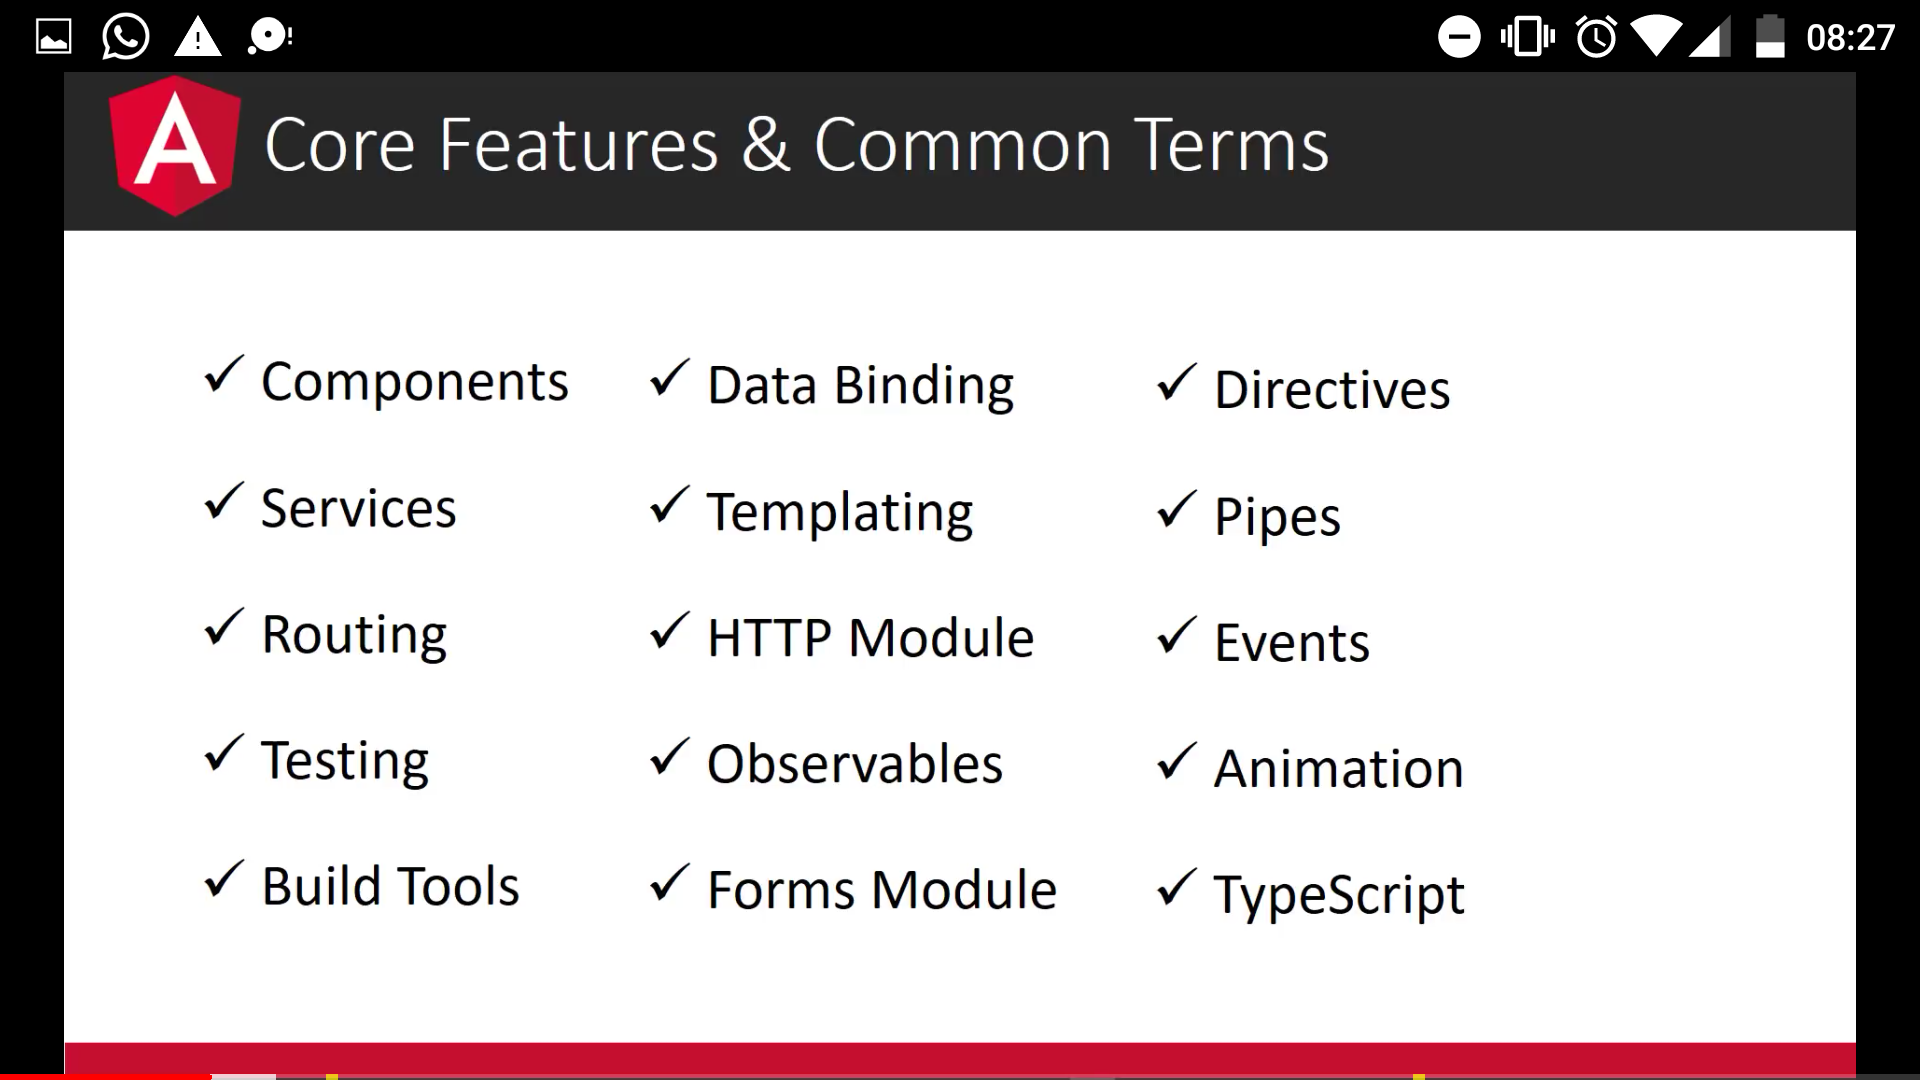 08:27
A Core Features & Common Terms
✓ Components
✓ Services
✓ Routing
✓ Testing
✓ Build Tools
✓ Data Binding
✓ Templating
✓ HTTP Module
✓ Observables
✓ Forms Module
✓ Directives
✓ Pipes
✓ Events
✓ Animation
✓ TypeScript